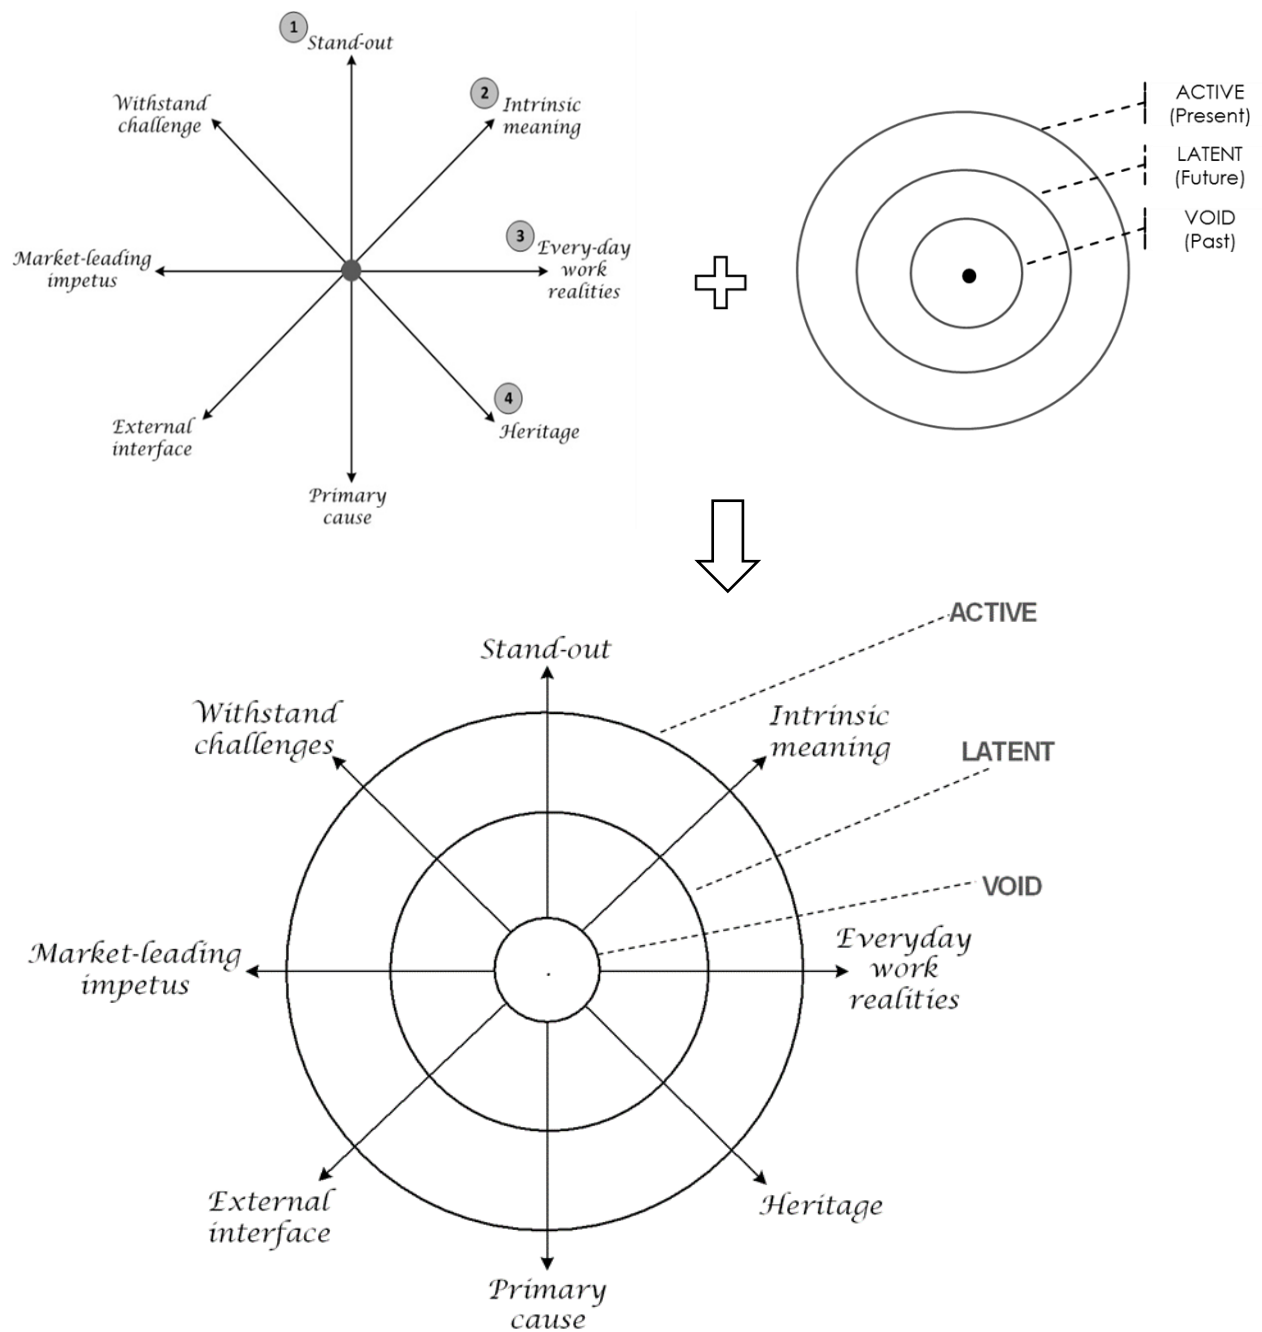 1
Stand-out
2
Intrinsic
meaning
Withstand
challenge
3
Every-day
work
realities
Market-leading
impetus
4
Heritage
External
interface
Primary
cause
ACTIVE
(Present)
LATENT
(Future)
VOID
(Past)
ACTIVE
Stand-out
Withstand
challenges
Intrinsic
meaning
LATENT
VOID
Everyday
work
realities
Market-leading
impetus
External
interface
Heritage
Primary
cause